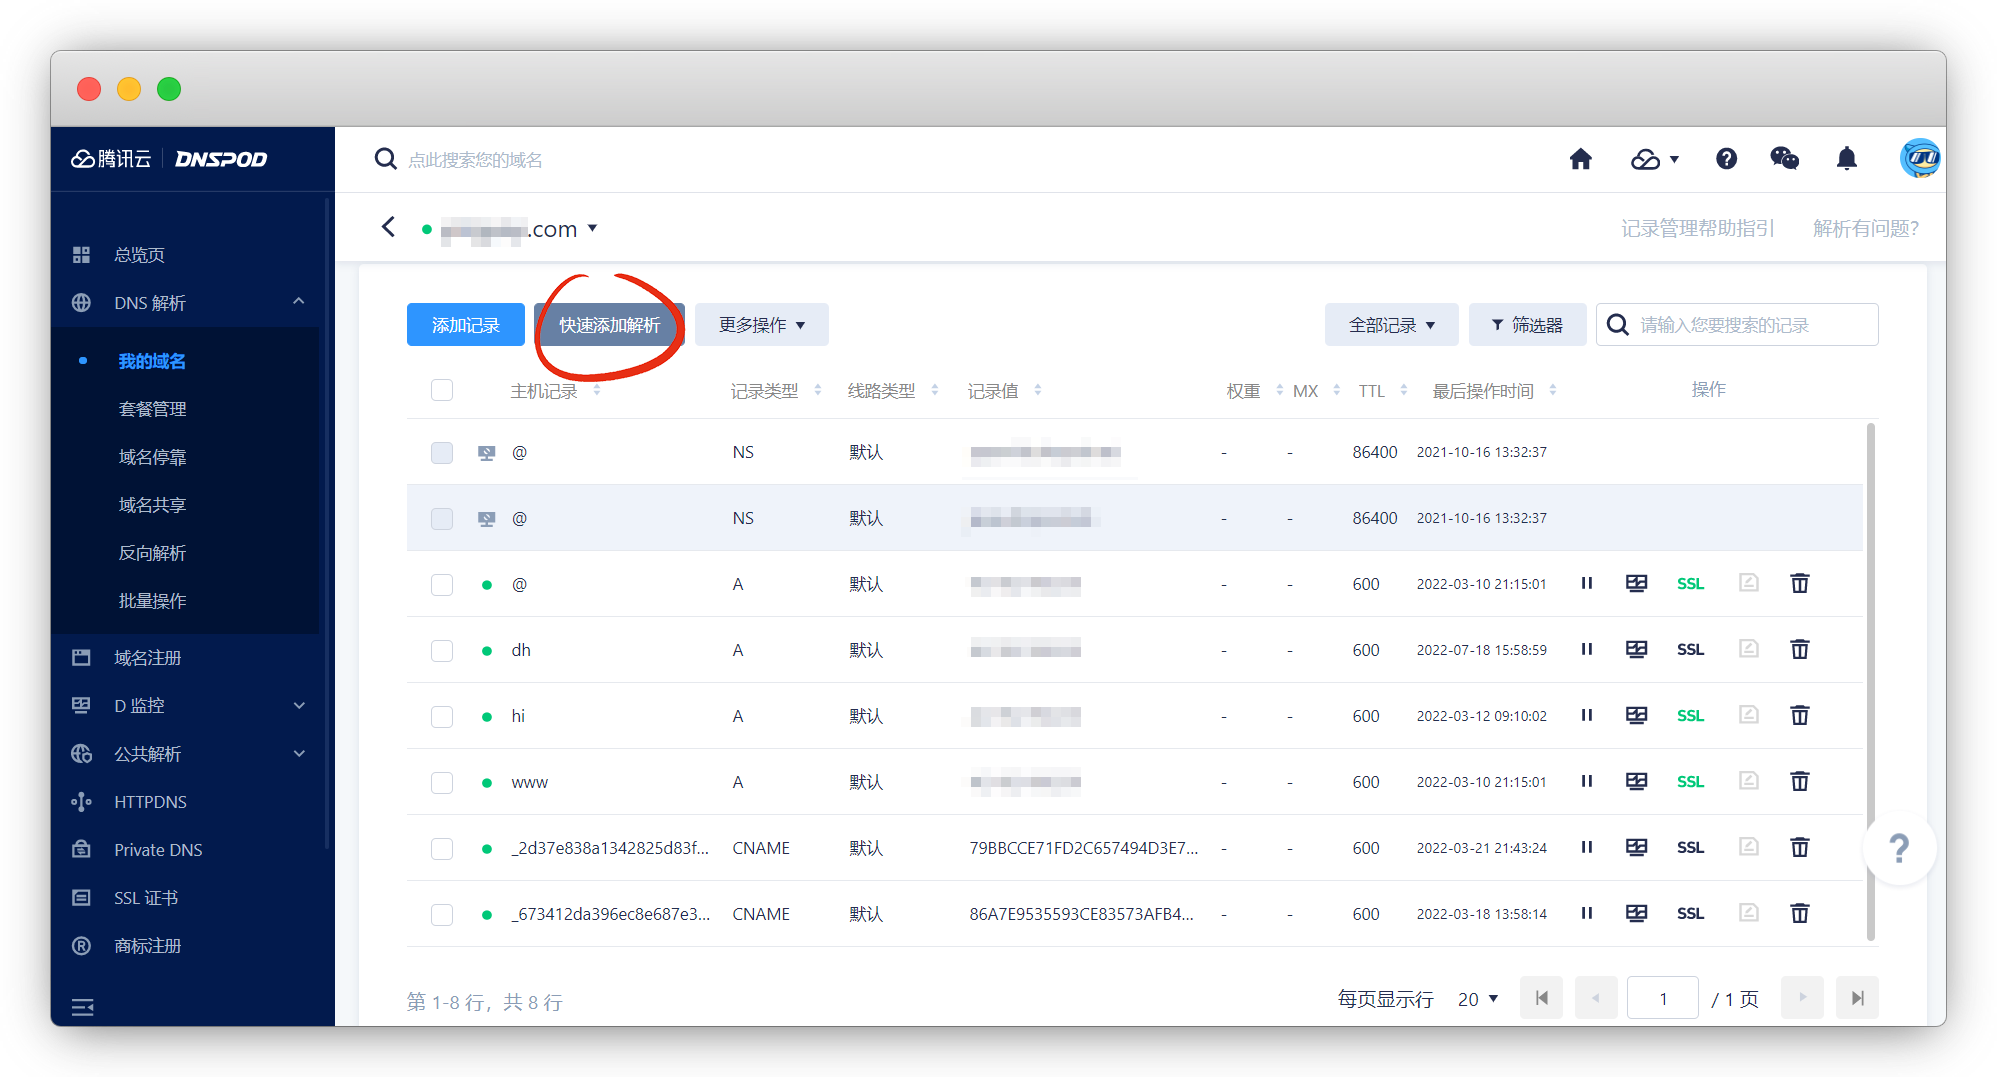 腾讯云 DNSPOD
点此搜索您的域名
.com
记录管理帮助指引 解析有问题?
总览页
DNS 解析
我的域名
套餐管理
域名停靠
域名共享
反向解析
批量操作
域名注册
D 监控
公共解析
HTTPDNS
Private DNS
SSL 证书
商标注册
添加记录 快速添加解析 更多操作 全部记录 筛选器 请输入您要搜索的记录
主机记录 记录类型 线路类型 记录值 权重 MX TTL 最后操作时间 操作
@ NS 默认 - - 86400 2021-10-16 13:32:37
@ NS 默认 - - 86400 2021-10-16 13:32:37
@ A 默认 - - 600 2022-03-10 21:15:01 SSL
dh A 默认 - - 600 2022-07-18 15:58:59 SSL
hi A 默认 - - 600 2022-03-12 09:10:02 SSL
www A 默认 - - 600 2022-03-10 21:15:01 SSL
_2d37e838a1342825d83f... CNAME 默认 79BBCCE71FD2C657494D3E7... - - 600 2022-03-21 21:43:24 SSL
_673412da396ec8e687e3... CNAME 默认 86A7E9535593CE83573AFB4... - - 600 2022-03-18 13:58:14 SSL
?
第 1-8 行，共 8 行 每页显示行 20 1 / 1 页